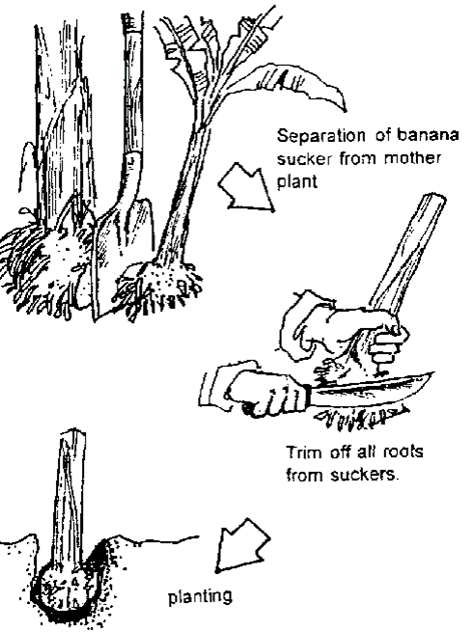 Separation of banana
sucker from mother
plant
Trim off all roots
from suckers.
planting